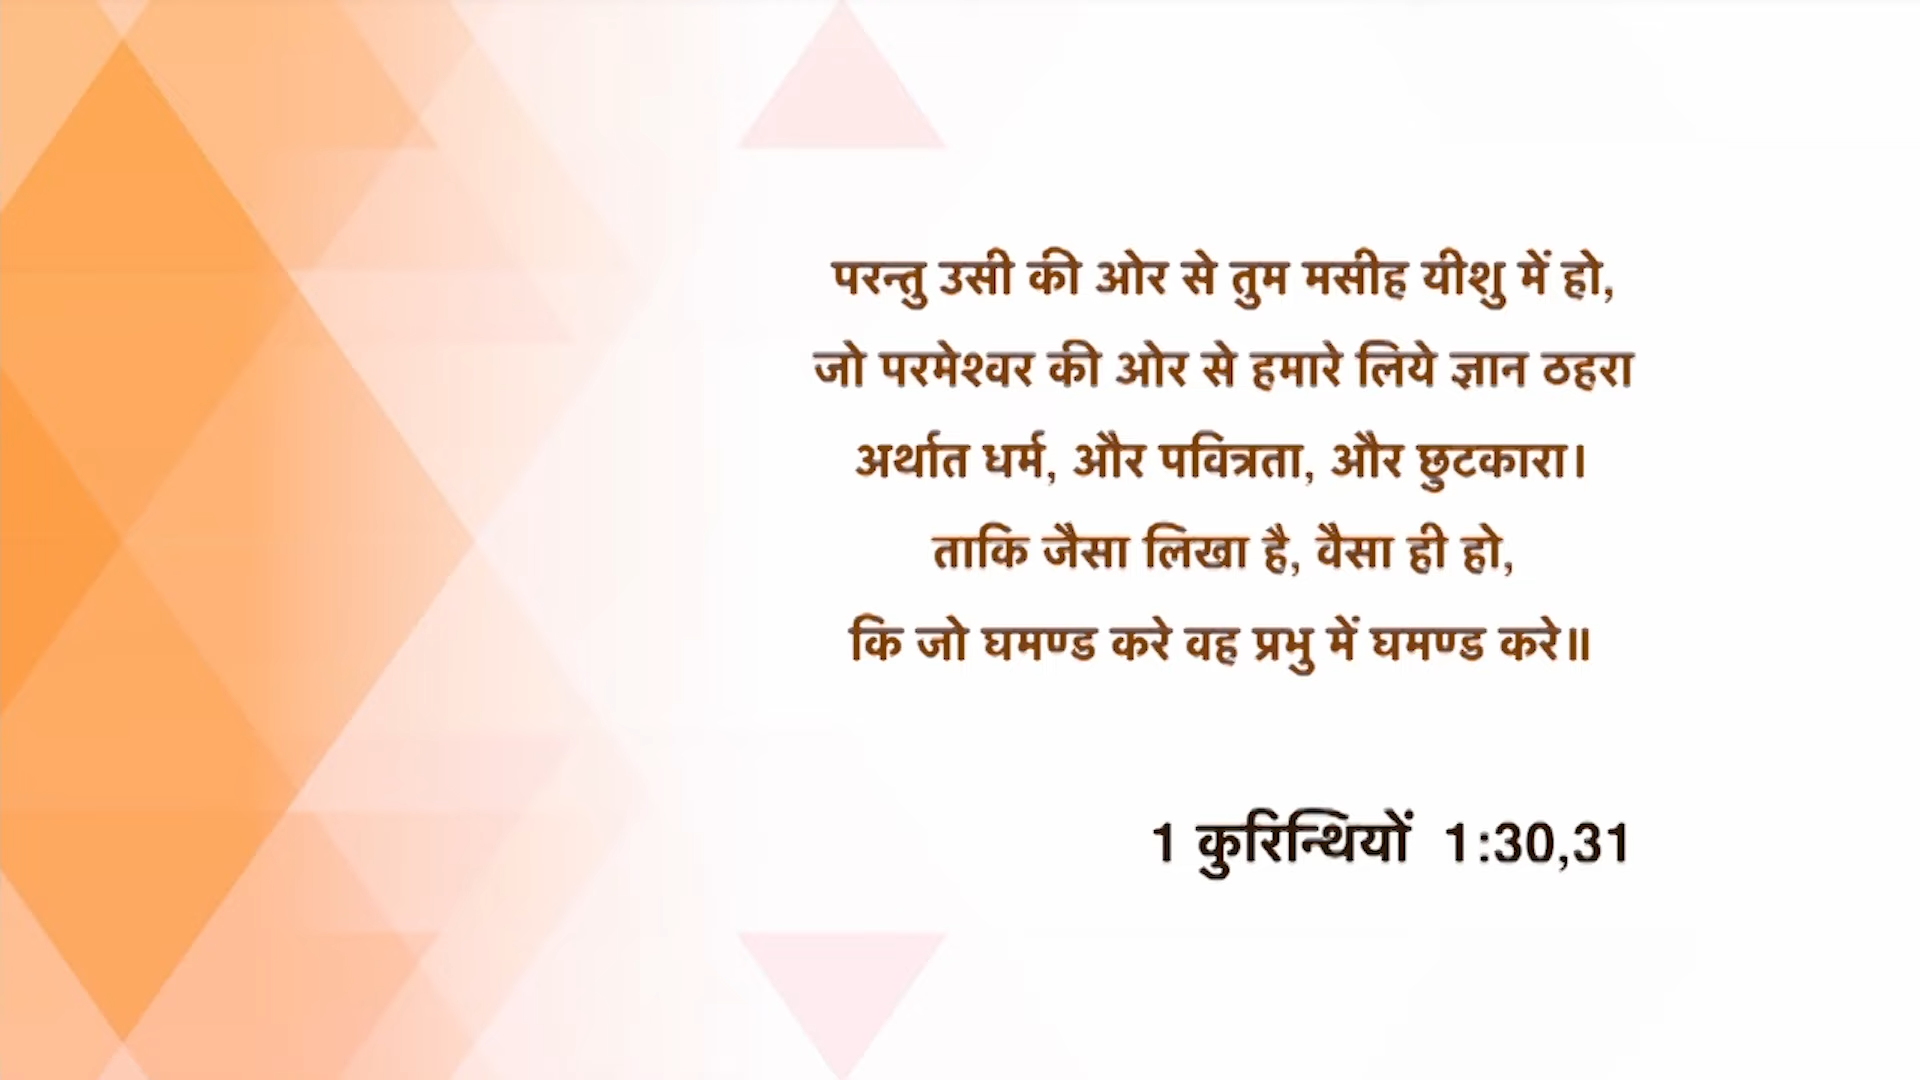 परन्तु उसी की ओर से तुम मसीह यीशु में हो,
जो परमेश्वर की ओर से हमारे लिये ज्ञान ठहरा
अर्थात धर्म, और पवित्रता, और छुटकारा।
ताकि जैसा लिखा है, वैसा ही हो,
कि जो घमण्ड करे वह प्रभु में घमण्ड करे॥
1 कुरिन्थियों 1:30,31